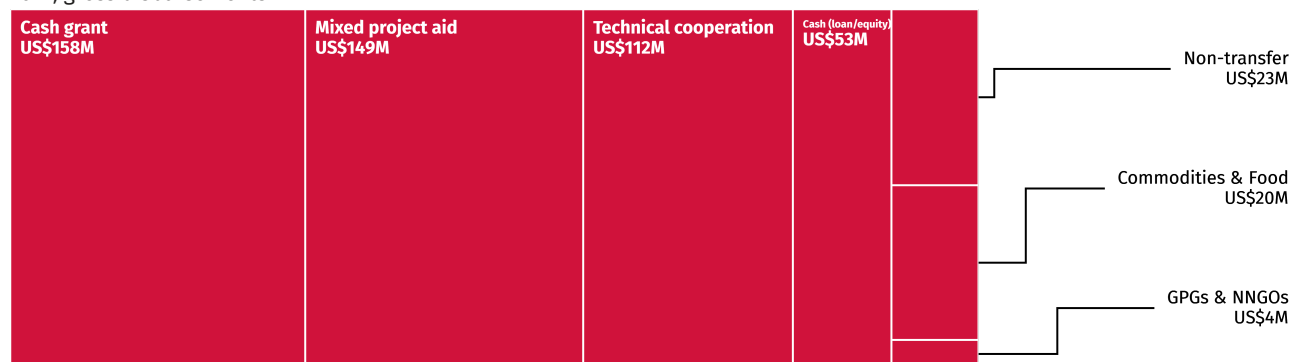 Cash grant
US$158M
Mixed project aid
US$149M
Technical cooperation
US$112M
Cash (loan/equity)
US$53M
Non-transfer
US$23M
Commodities & Food
US$20M
GPGs & NNGOs
US$4M